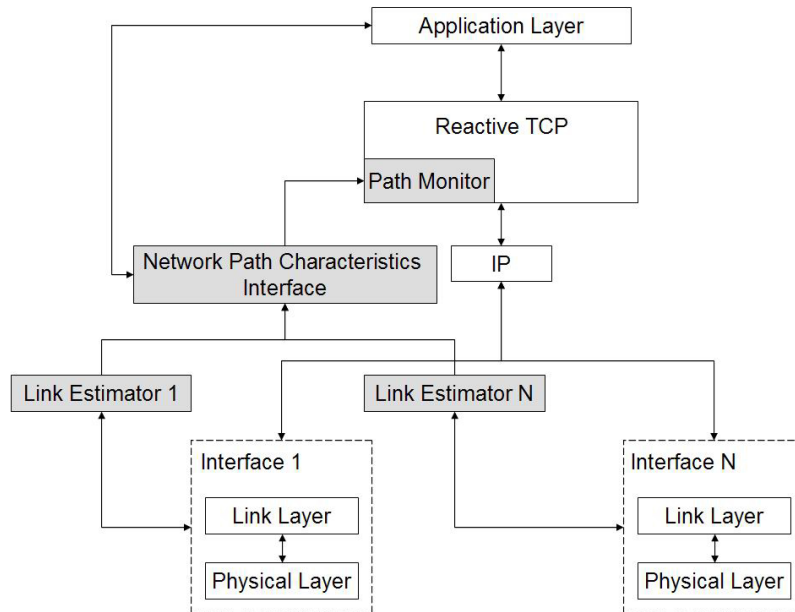 Application Layer
Reactive TCP
Path Monitor
Network Path Characteristics
Interface
IP
Link Estimator 1
Link Estimator N
Interface 1
Link Layer
Physical Layer
Interface N
Link Layer
Physical Layer